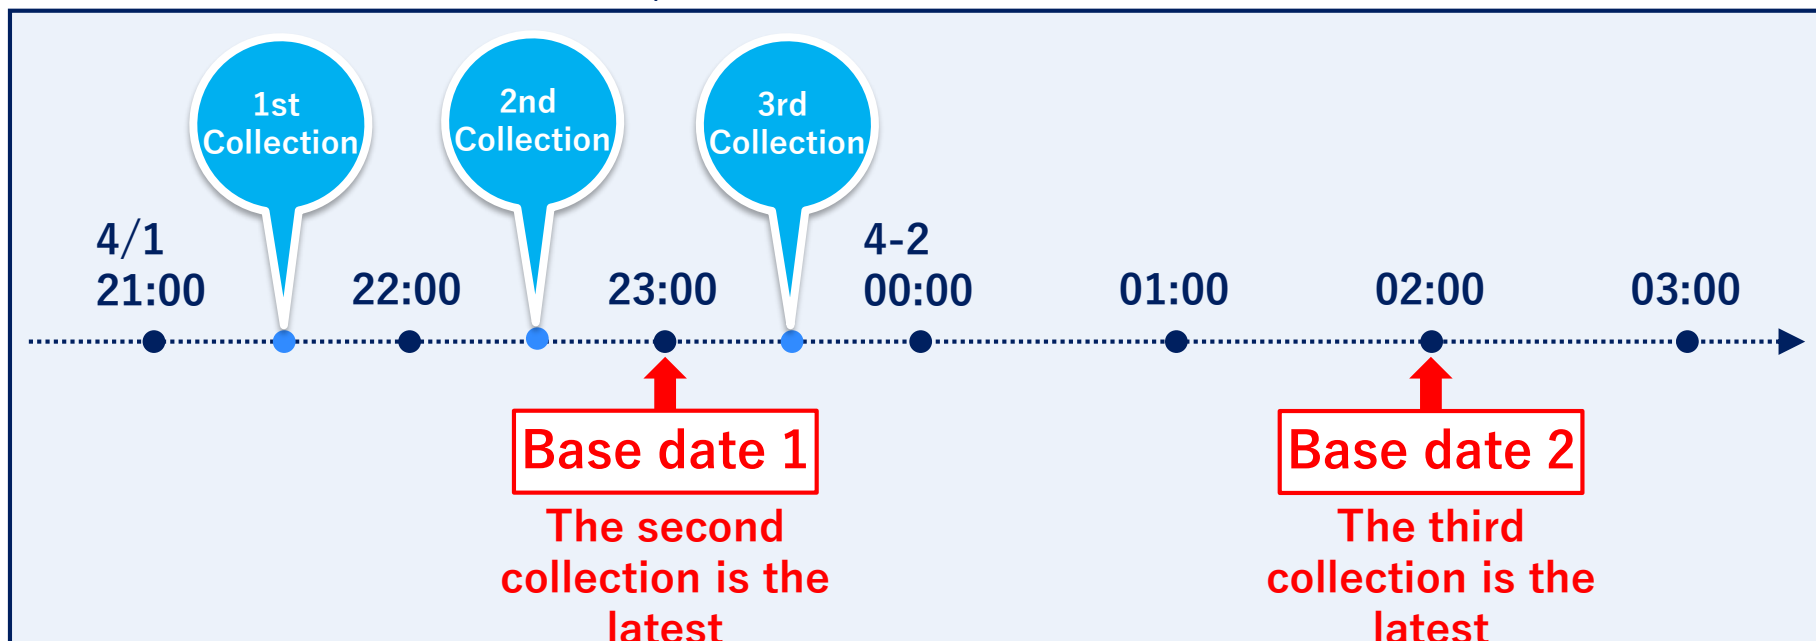 1st
Collection
2nd
Collection
3rd
Collection
4/1
21:00
22:00
23:00
4-2
00:00
01:00
02:00
03:00
Base date 1
The second
collection is the
latest
Base date 2
The third
collection is the
latest